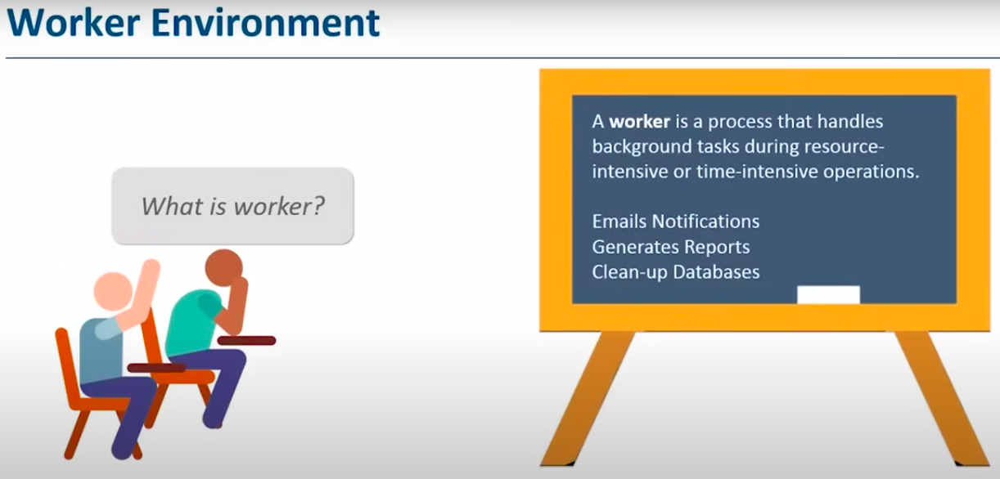 Worker Environment
What is worker?
A worker is a process that handles
background tasks during resource-
intensive or time-intensive operations.
Emails Notifications
Generates Reports
Clean-up Databases